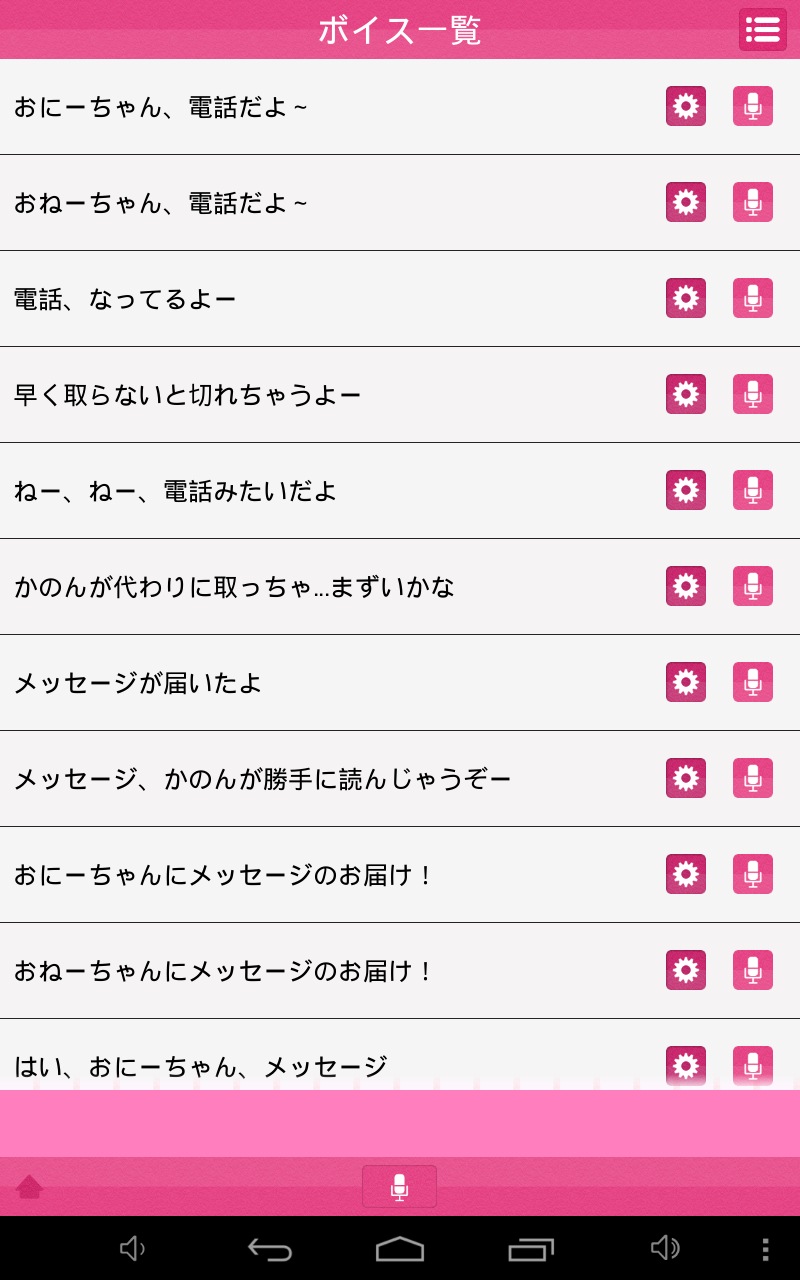 ボイス一覧
おにーちゃん、電話だよ~
おねーちゃん、電話だよ~
電話、なってるよー
早く取らないと切れちゃうよー
ねー、ねー、電話みたいだよ
かのんが代わりに取っちゃ...まずいかな
メッセージが届いたよ
メッセージ、かのんが勝手に読んじゃうぞー
おにーちゃんにメッセージのお届け！
おねーちゃんにメッセージのお届け！
はい、おにーちゃん、メッセージ